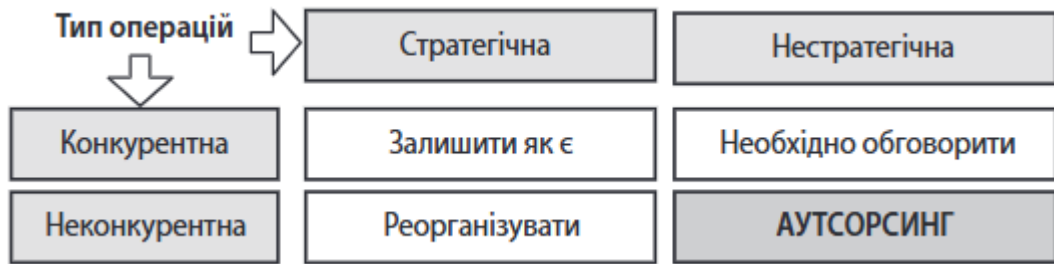 Тип операцій
Стратегічна
Нестратегічна
Конкурентна
Залишити як є
Необхідно обговорити
Неконкурентна
Реорганізувати
АУТСОРСИНГ